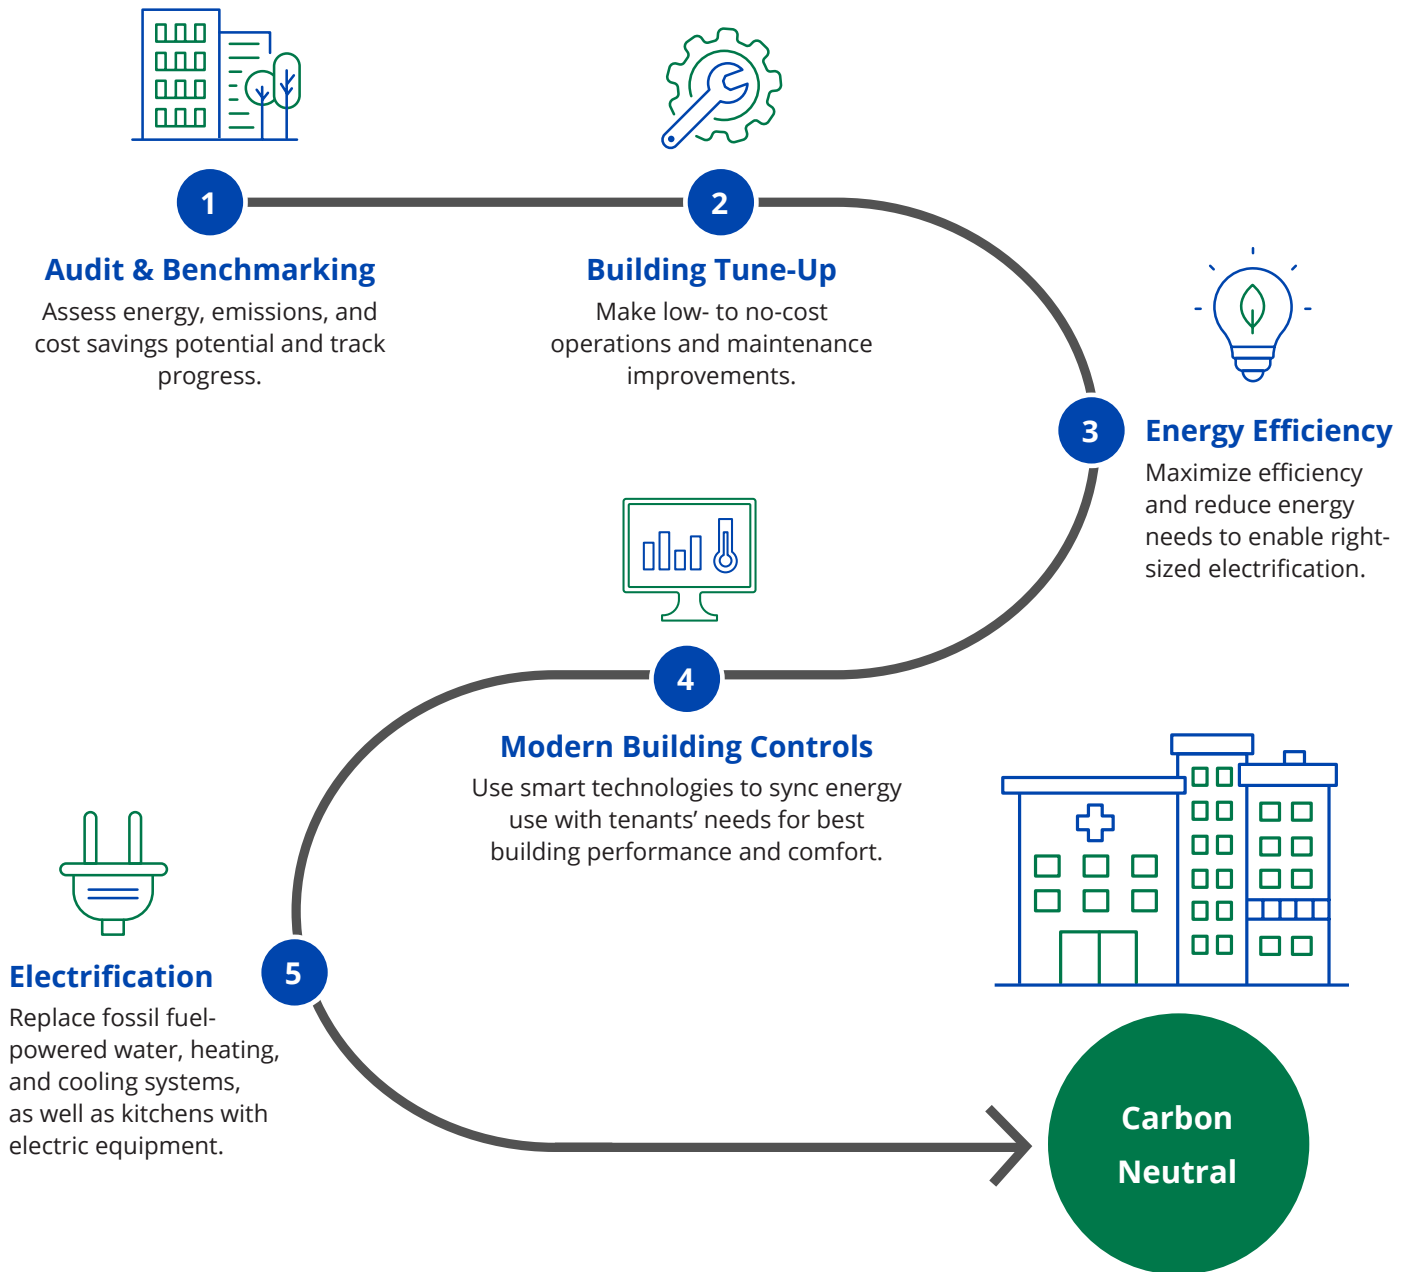 1
Audit & Benchmarking
Assess energy, emissions, and
cost savings potential and track
progress.
2
Building Tune-Up
Make low- to no-cost
operations and maintenance
improvements.
3
Energy Efficiency
Maximize efficiency
and reduce energy
needs to enable right-
sized electrification.
4
Modern Building Controls
Use smart technologies to sync energy
use with tenants’ needs for best
building performance and comfort.
5
Electrification
Replace fossil fuel-
powered water, heating,
and cooling systems,
as well as kitchens with
electric equipment.
Carbon
Neutral